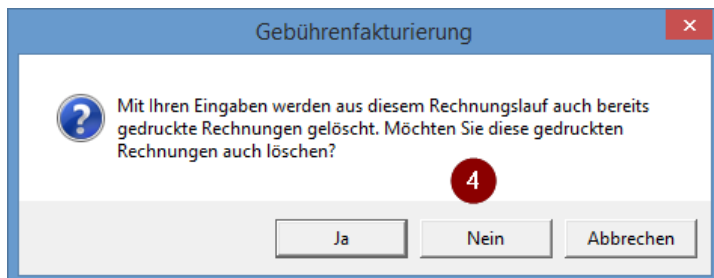 Gebührenfakturierung
Mit Ihren Eingaben werden aus diesem Rechnungslauf auch bereits
gedruckte Rechnungen gelöscht. Möchten Sie diese gedruckten
Rechnungen auch löschen?
4
Ja
Nein
Abbrechen